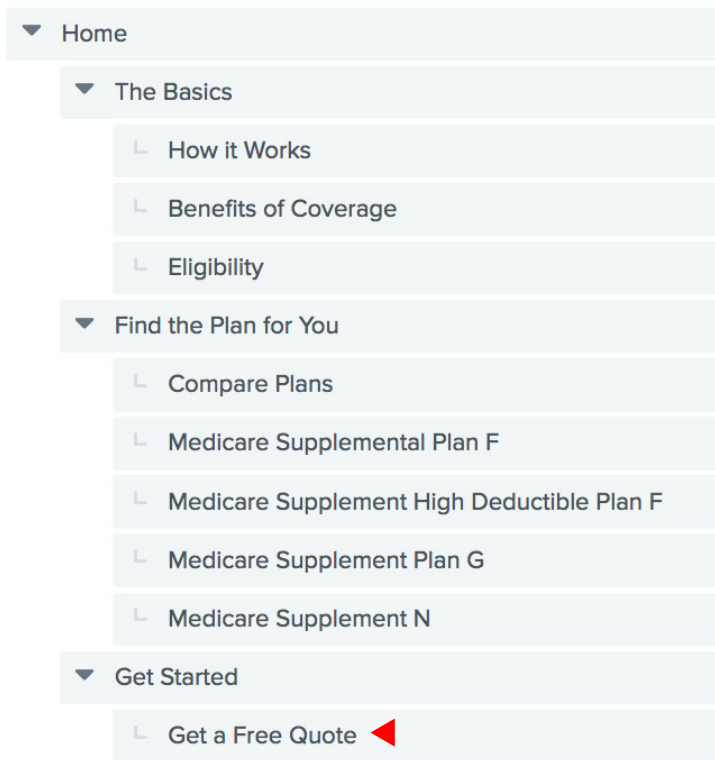 Home
The Basics
How it Works
Benefits of Coverage
Eligibility
Find the Plan for You
Compare Plans
Medicare Supplemental Plan F
Medicare Supplement High Deductible Plan F
Medicare Supplement Plan G
Medicare Supplement N
Get Started
Get a Free Quote